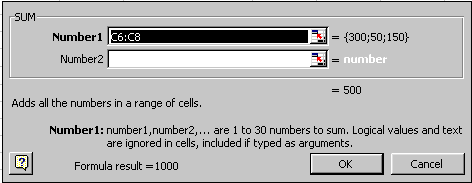 SUM
Number1 C6:C8 = {300;50;150}
Number2 = number
= 500
Adds all the numbers in a range of cells.
Number1: number1,number2,... are 1 to 30 numbers to sum. Logical values and text
are ignored in cells, included if typed as arguments.
? Formula result =1000 OK Cancel